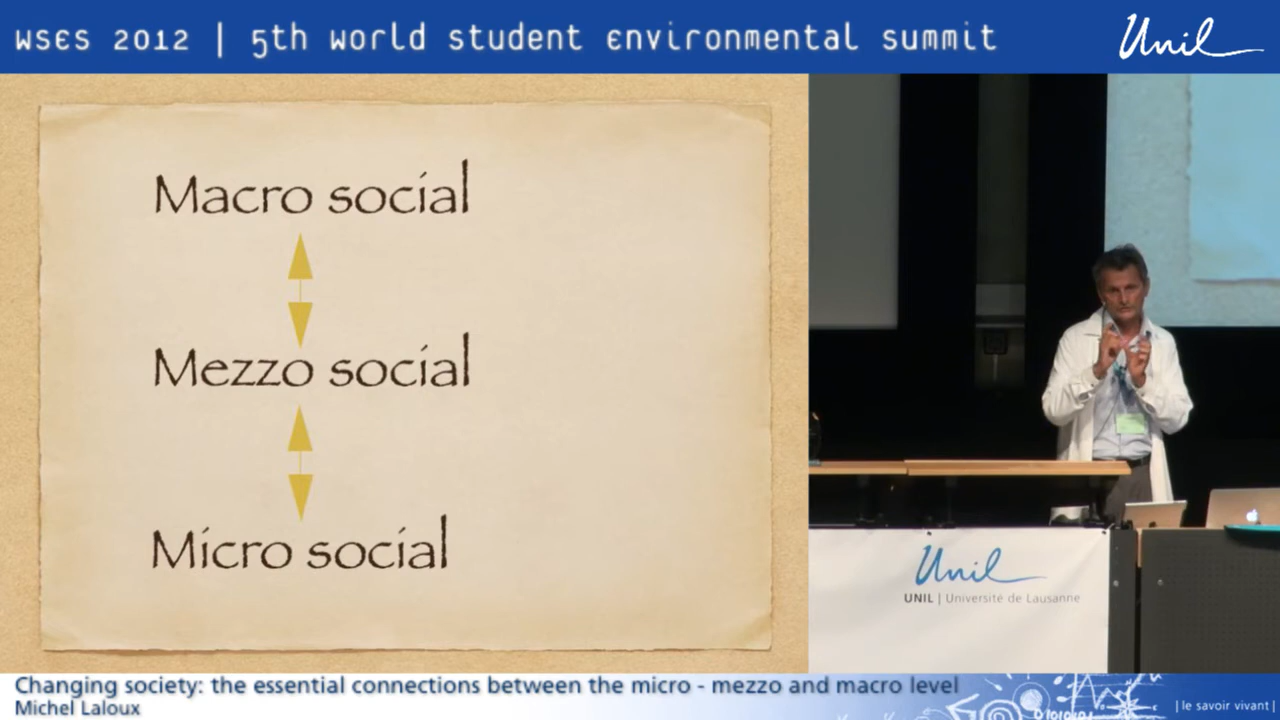 WSES 2012 | 5th world student environmental summit
Unil
Macro social
Mezzo social
Micro social
Unil
UNIL | Université de Lausanne
Changing society: the essential connections between the micro - mezzo and macro level
Michel Laloux
| le savoir vivant |